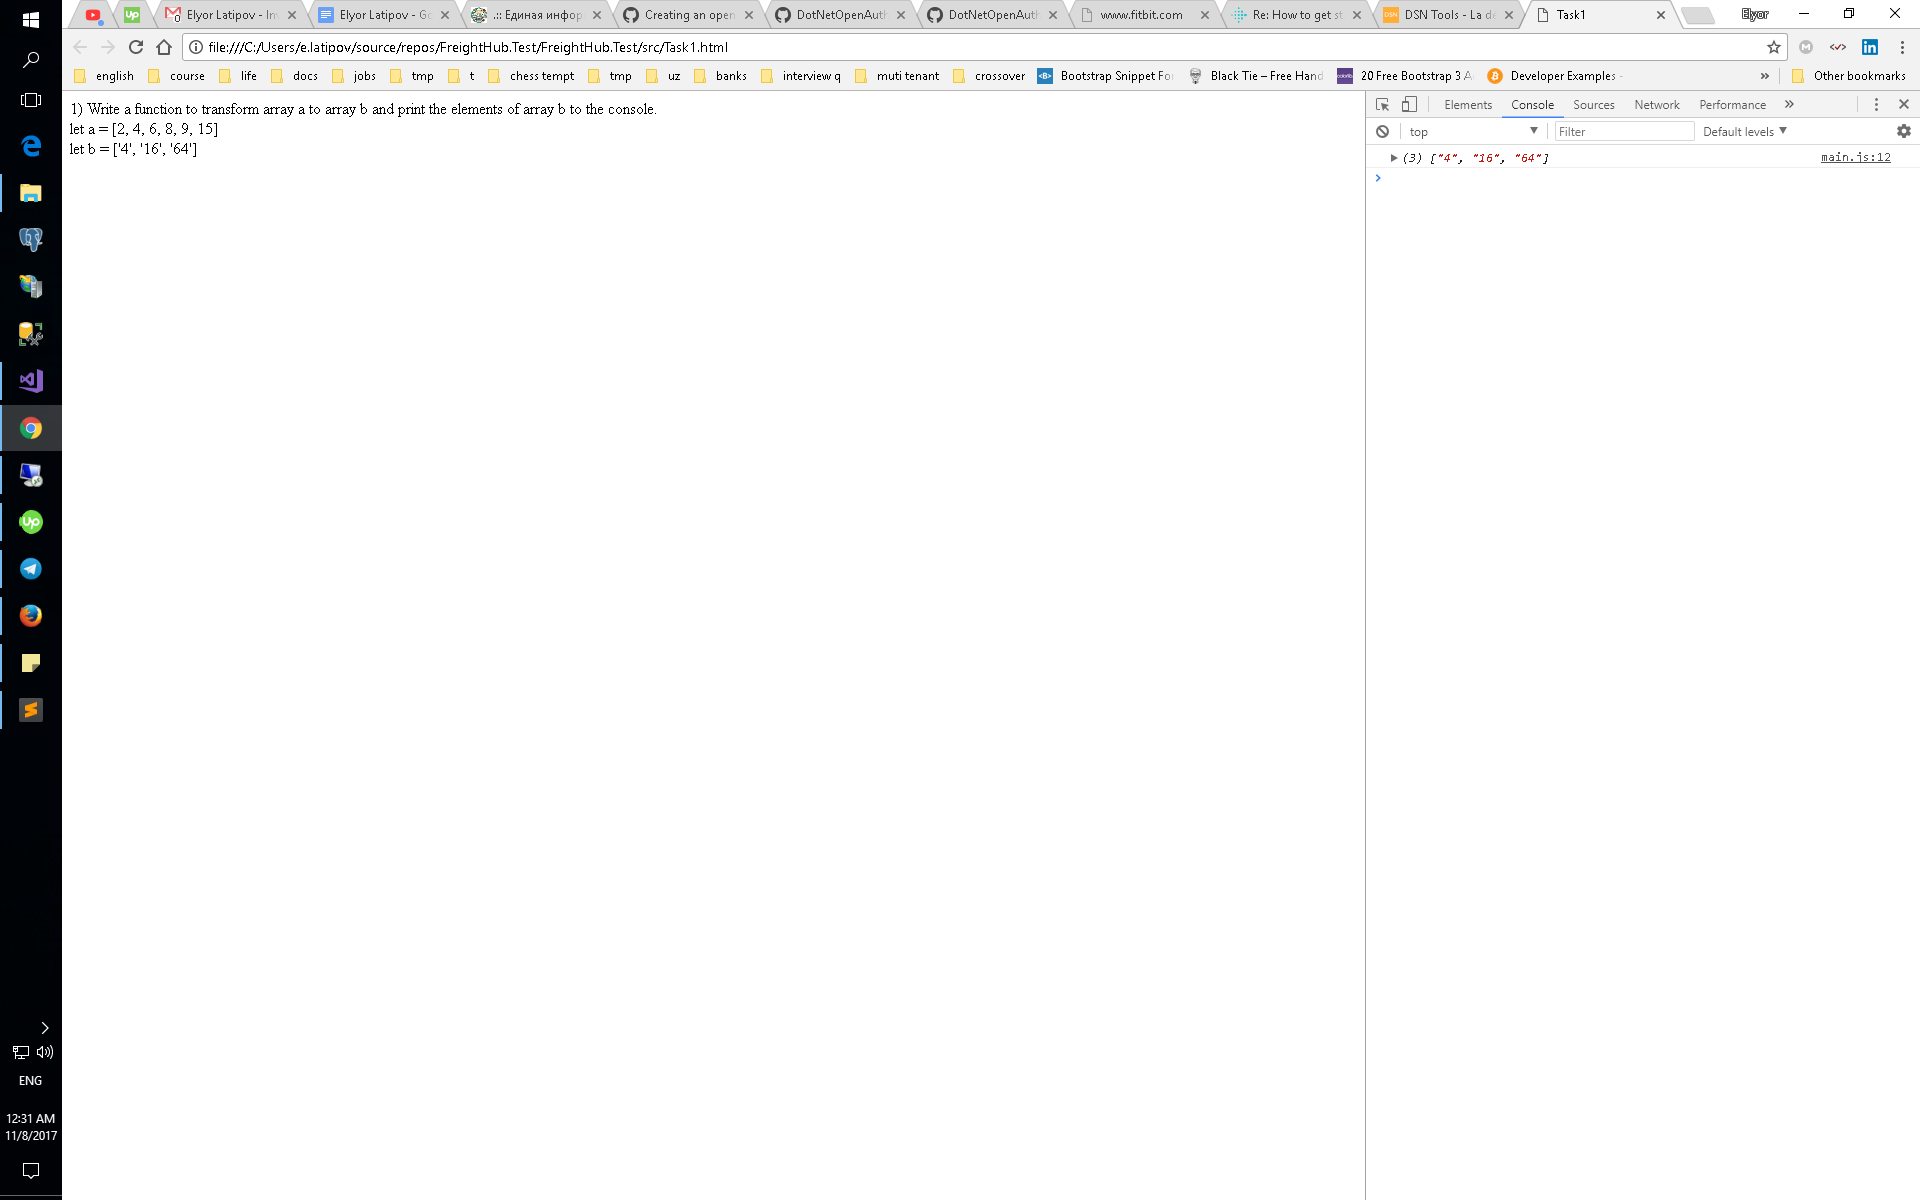 Elyor Latipov - In
Elyor Latipov - Go
.:: Единая инфор
Creating an open
DotNetOpenAuth
DotNetOpenAuth
www.fitbit.com
Re: How to get st
DSN Tools - La de
Task1
Elyor
file:///C:/Users/e.latipov/source/repos/FreightHub.Test/FreightHub.Test/src/Task1.html
english
course
life
docs
jobs
tmp
t
chess tempt
tmp
uz
banks
interview q
muti tenant
crossover
Bootstrap Snippet Fo
Black Tie – Free Hand
20 Free Bootstrap 3 A
Developer Examples -
»
Other bookmarks
1) Write a function to transform array a to array b and print the elements of array b to the console.
let a = [2, 4, 6, 8, 9, 15]
let b = ['4', '16', '64']
Elements Console Sources Network Performance »
top Filter Default levels
(3) ["4", "16", "64"] main.js:12
ENG
12:31 AM
11/8/2017